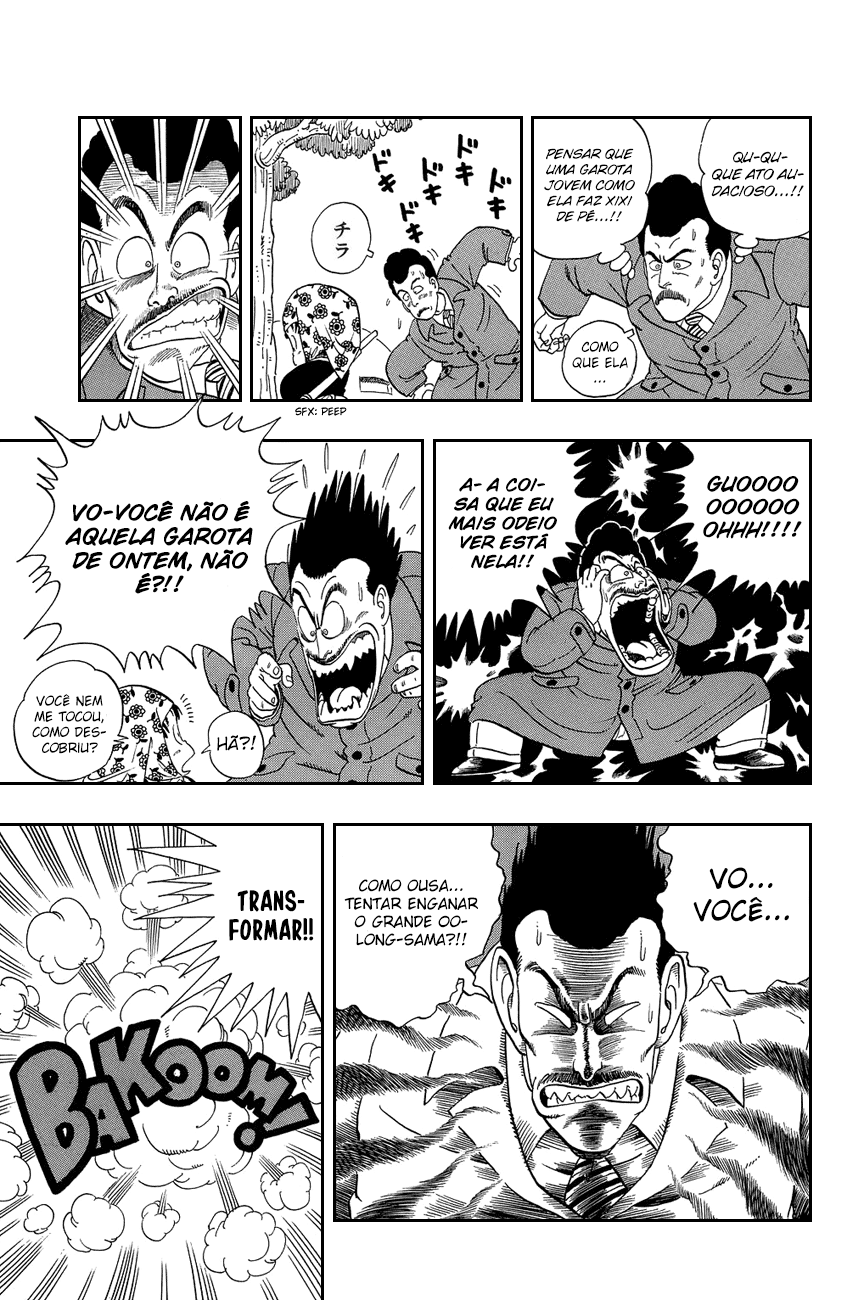 QU-QU-
QUE ATO AU-
DACIOSO...!!
PENSAR QUE
UMA GAROTA
JOVEM COMO
ELA FAZ XIXI
DE PÉ...!!
COMO
QUE ELA
...
ドキ
ドキ
ドキ
ドキ
チラ
SFX: PEEP
GUOOOO
OOOOOO
OHHH!!!!
A- A COI-
SA QUE EU
MAIS ODEIO
VER ESTÁ
NELA!!
VO-VOCÊ NÃO É
AQUELA GAROTA
DE ONTEM, NÃO
É?!!
HÃ?!
VOCÊ NEM
ME TOCOU,
COMO DES-
COBRIU?
VO...
VOCÊ...
COMO OUSA...
TENTAR ENGANAR
O GRANDE OO-
LONG-SAMA?!!
TRANS-
FORMAR!!
BAKOOM!